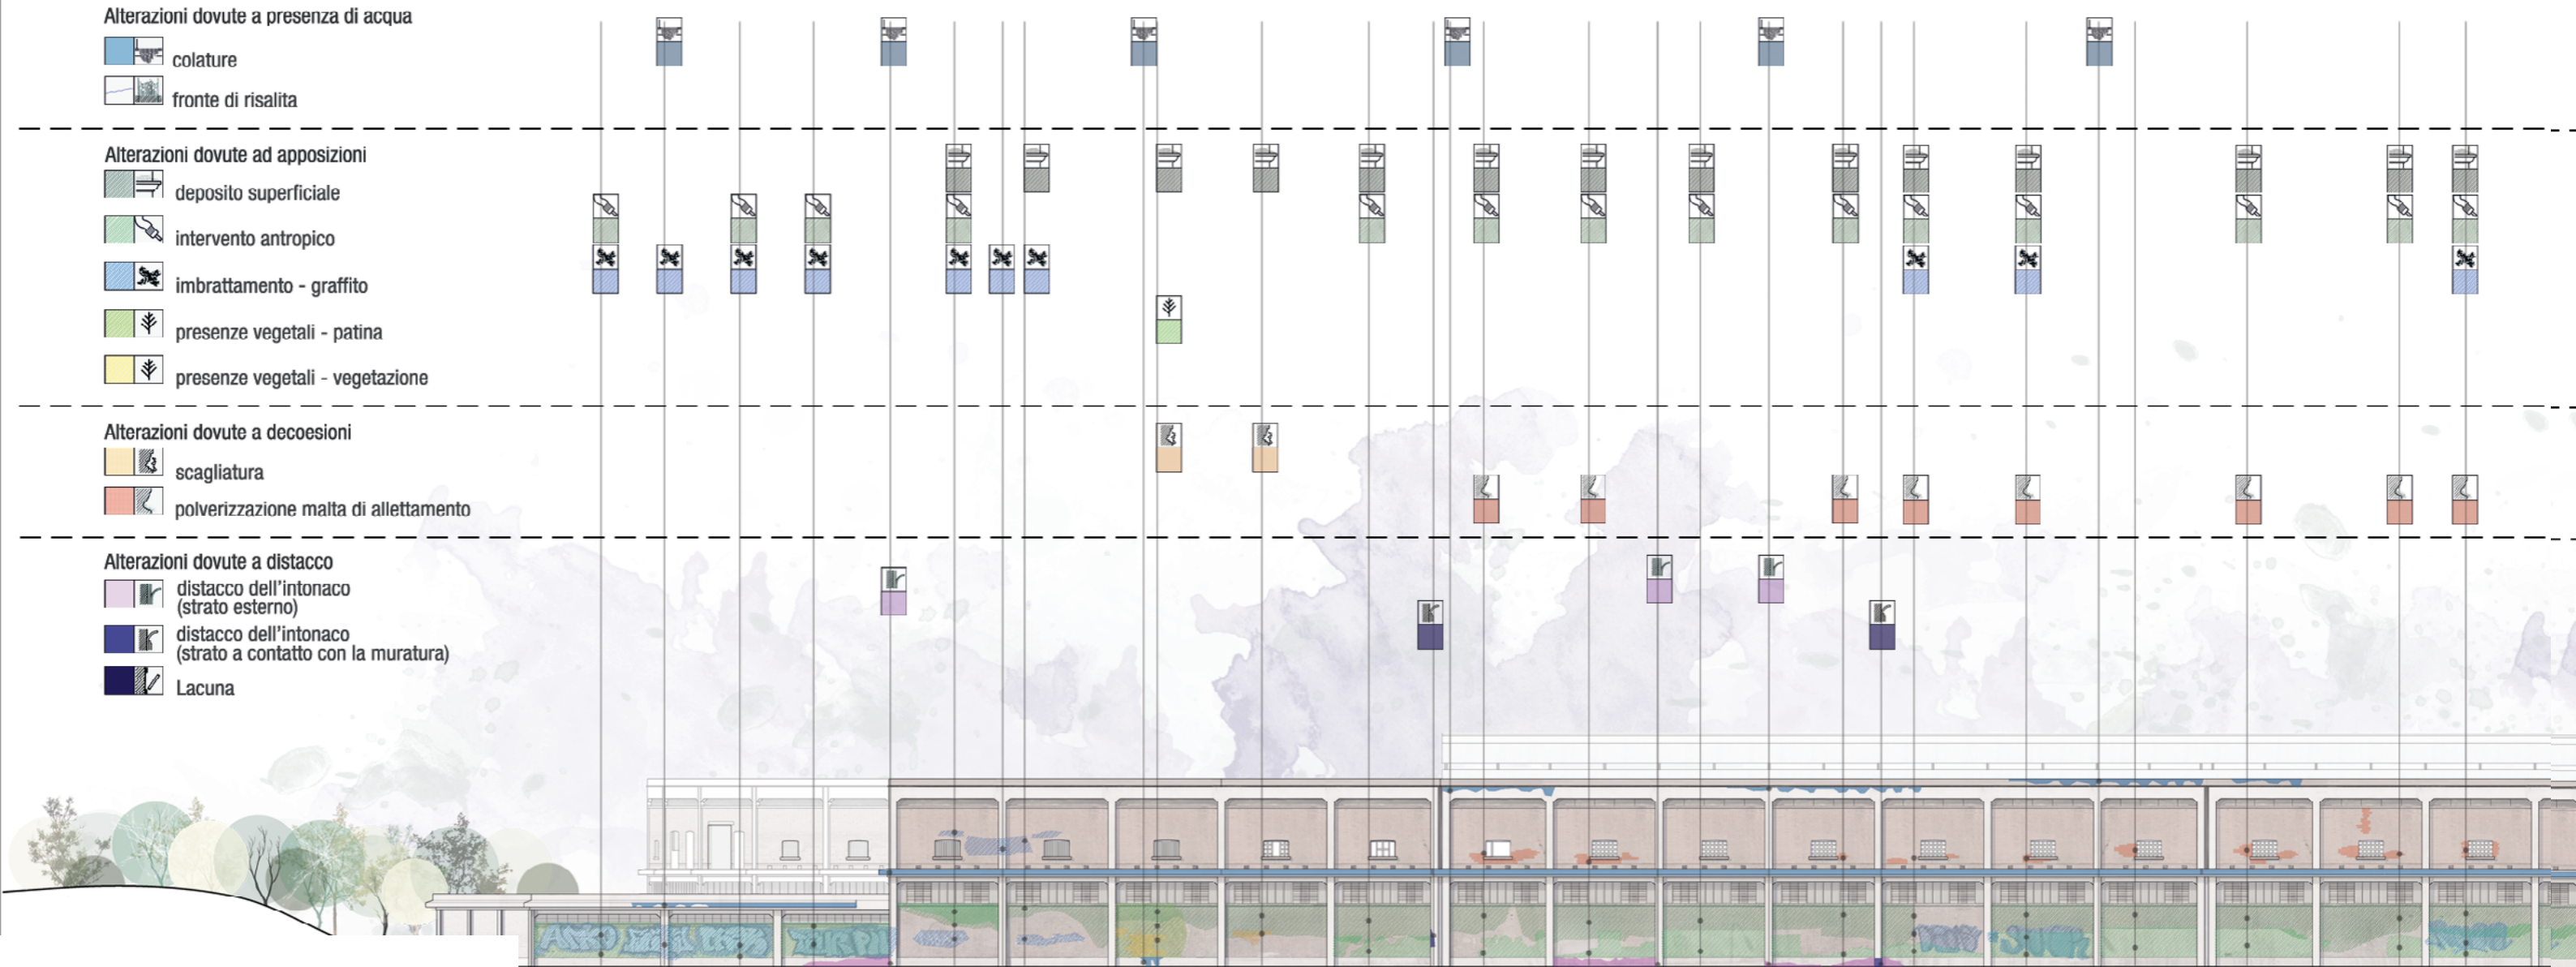 Alterazioni dovute a presenza di acqua
colature
fronte di risalita
Alterazioni dovute ad apposizioni
deposito superficiale
intervento antropico
imbrattamento - graffito
presenze vegetali - patina
presenze vegetali - vegetazione
Alterazioni dovute a decoesioni
scagliatura
polverizzazione malta di allettamento
Alterazioni dovute a distacco
distacco dell'intonaco
(strato esterno)
distacco dell'intonaco
(strato a contatto con la muratura)
Lacuna